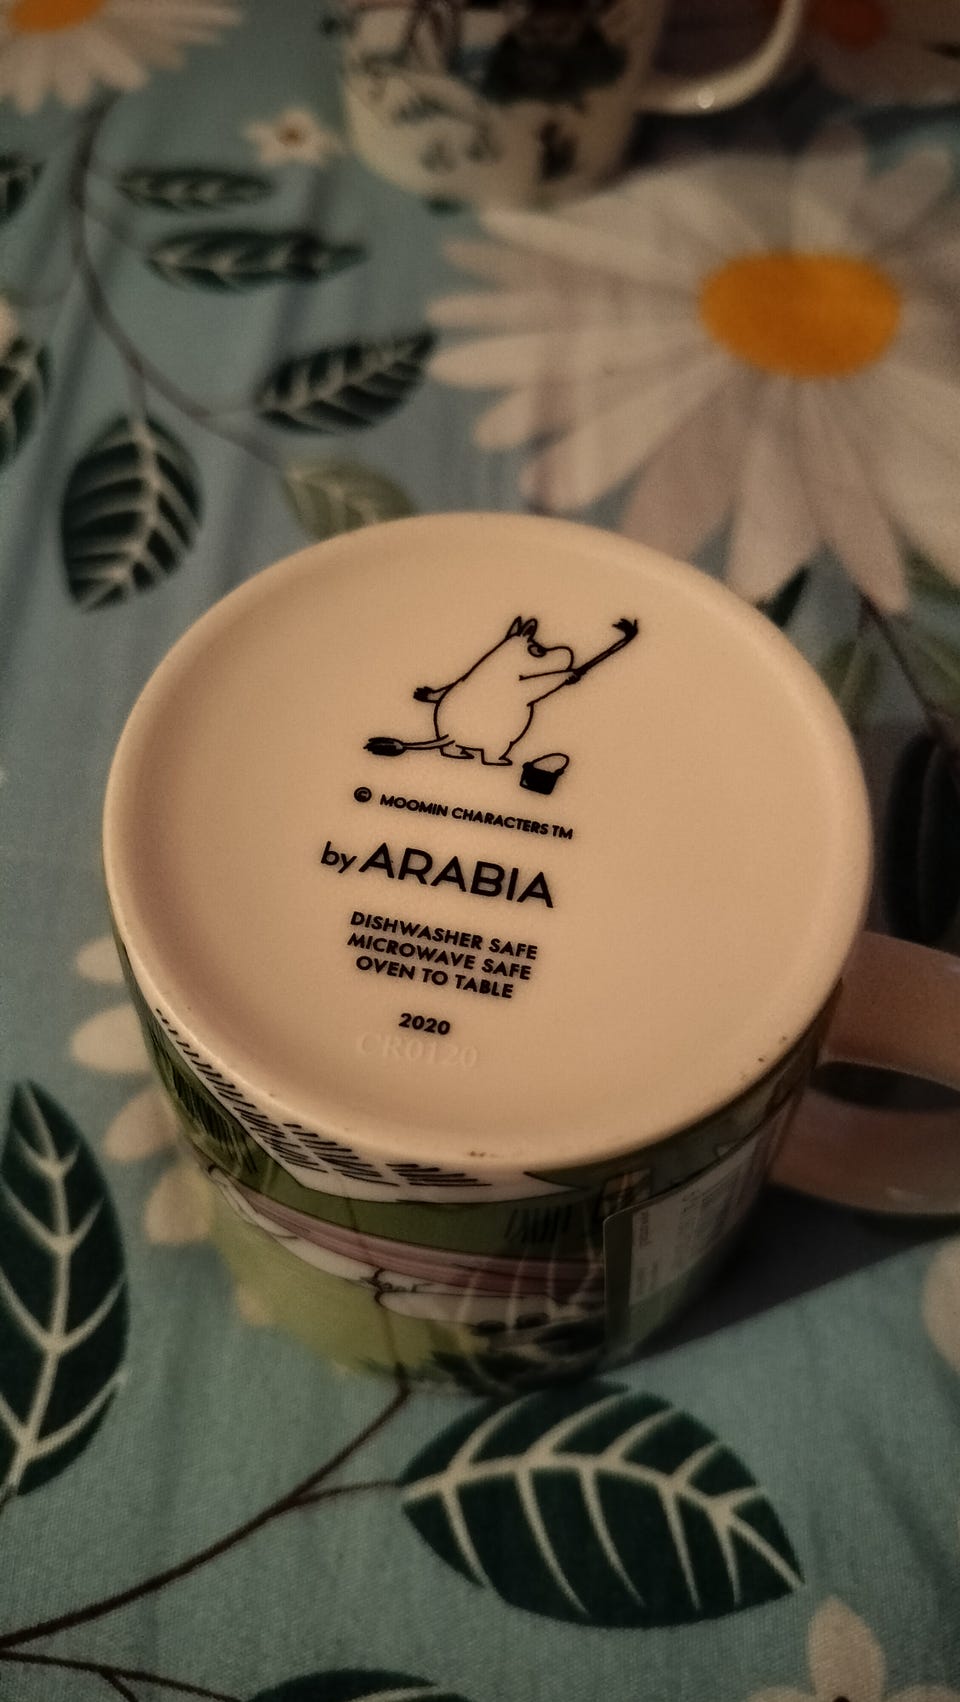 © MOOMIN CHARACTERS TM
by ARABIA
DISHWASHER SAFE
MICROWAVE SAFE
OVEN TO TABLE
2020
CR0120